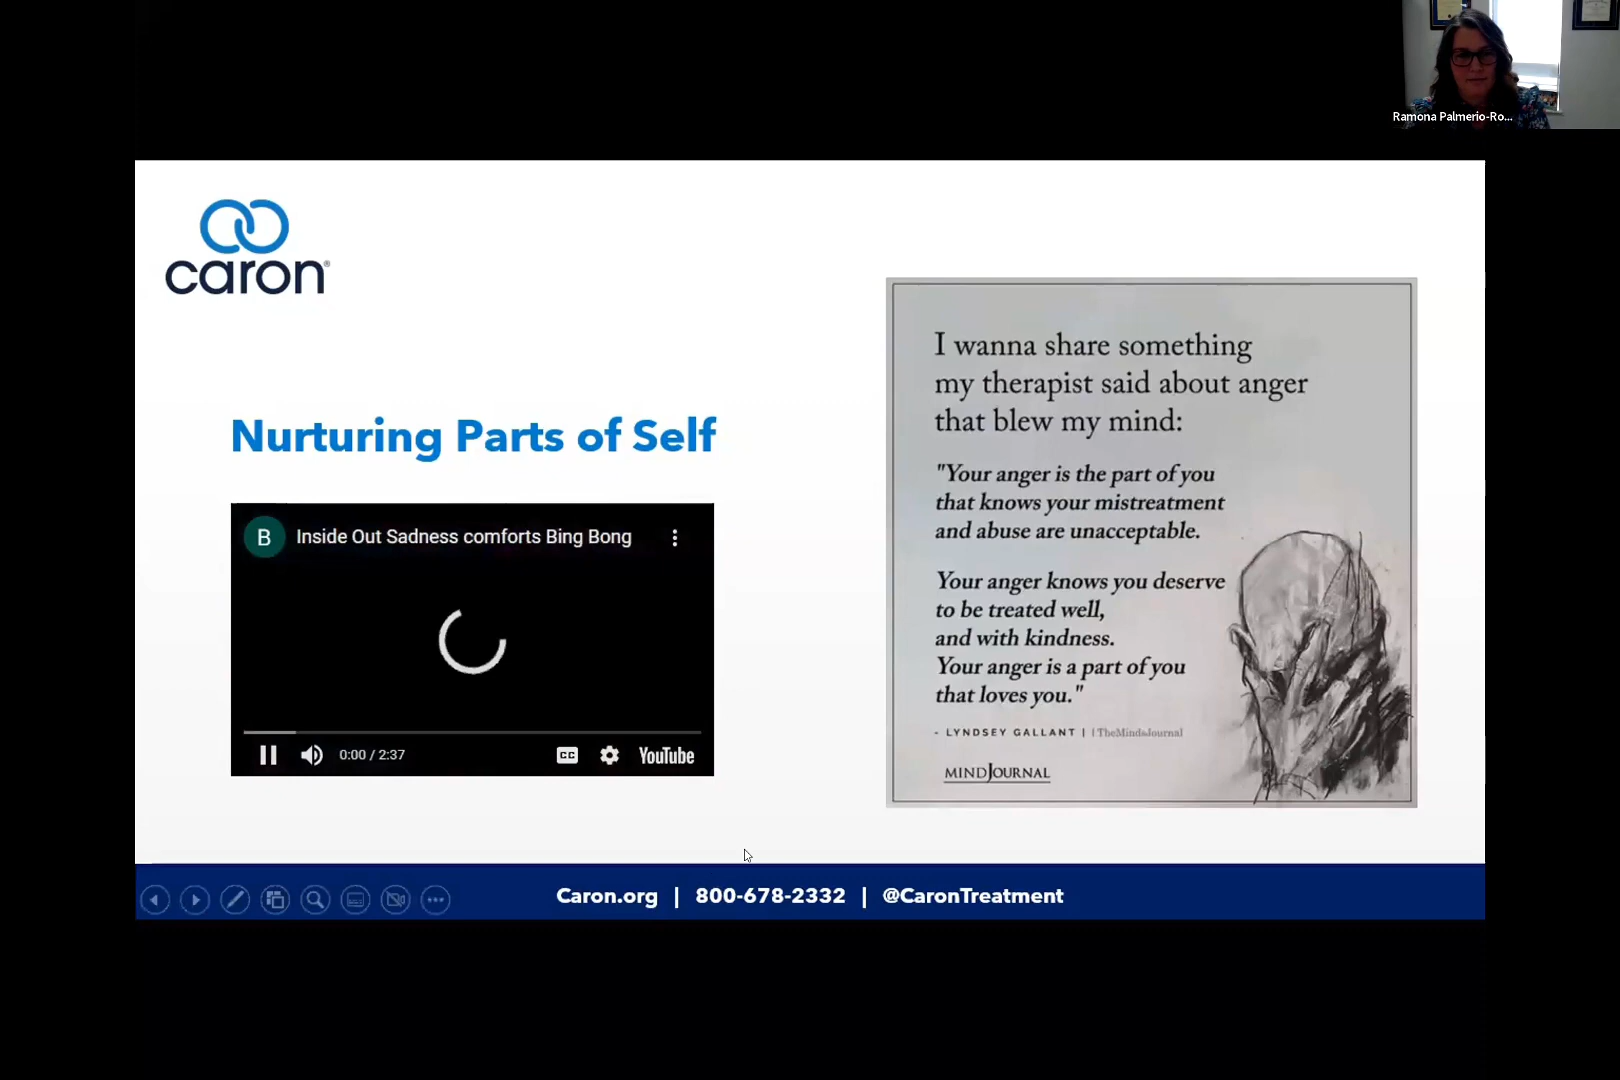 Ramona Palmerio-Ro...
caron®
I wanna share something
my therapist said about anger
that blew my mind:
"Your anger is the part of you
that knows your mistreatment
and abuse are unacceptable.
Your anger knows you deserve
to be treated well,
and with kindness.
Your anger is a part of you
that loves you."
- LYNDSEY GALLANT | TheMindsJournal
MINDJOURNAL
Nurturing Parts of Self
B Inside Out Sadness comforts Bing Bong
0:00 / 2:37 CC YouTube
Caron.org | 800-678-2332 | @CaronTreatment